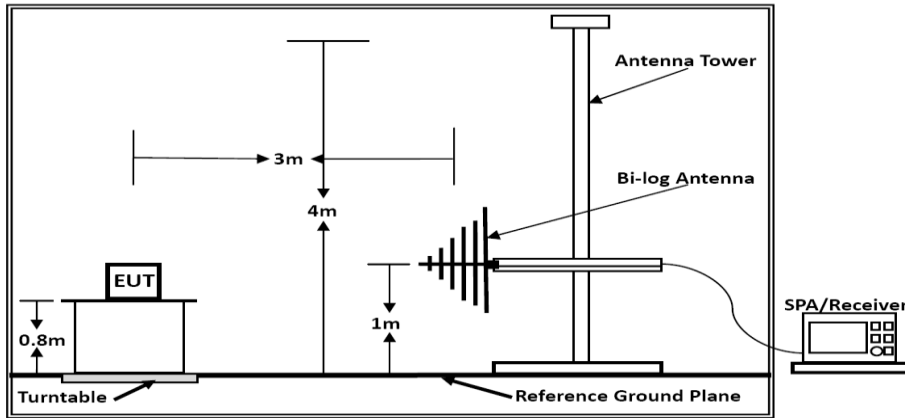 Antenna Tower
3m
Bi-log Antenna
4m
EUT
1m
0.8m
SPA/Receiver
Turntable
Reference Ground Plane